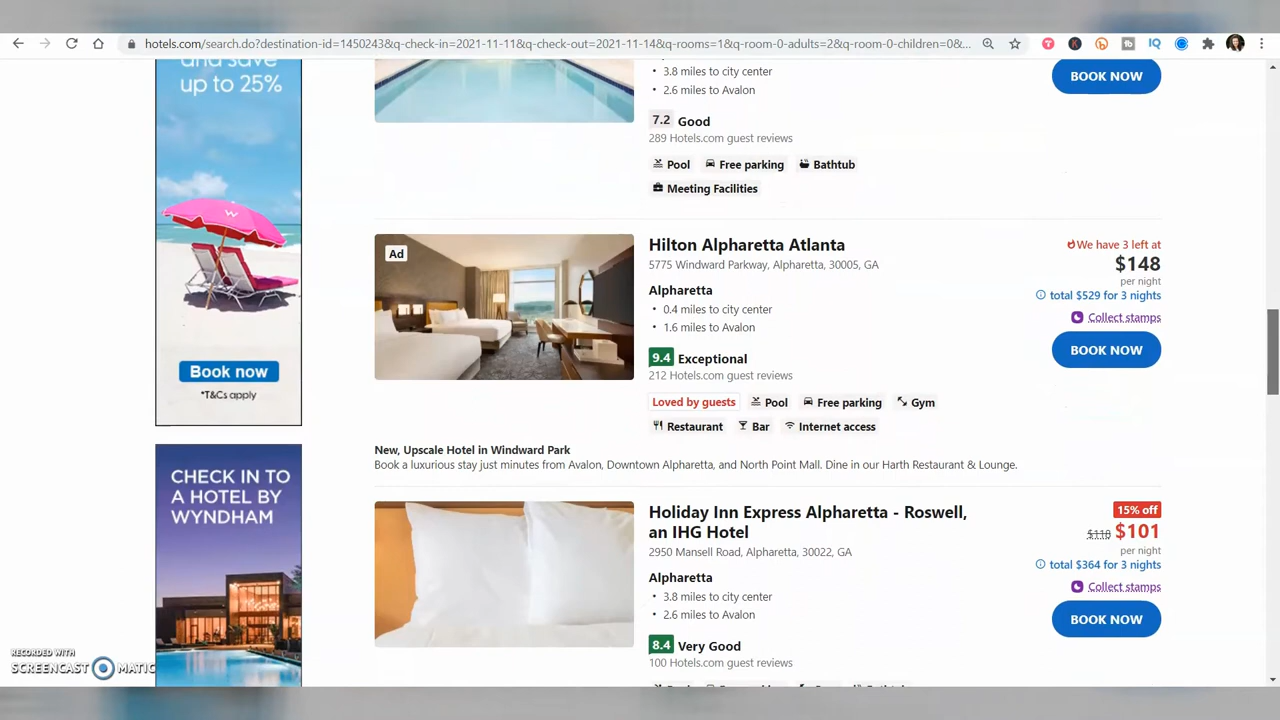 hotels.com/search.do?destination-id=1450243&q-check-in=2021-11-11&q-check-out=2021-11-14&q-rooms=1&q-room-0-adults=2&q-room-0-children=0&...
and save
up to 25%
Book now
*T&Cs apply
CHECK IN TO
A HOTEL BY
WYNDHAM
3.8 miles to city center
2.6 miles to Avalon
BOOK NOW
7.2 Good
289 Hotels.com guest reviews
Pool Free parking Bathtub
Meeting Facilities
Ad
Hilton Alpharetta Atlanta
5775 Windward Parkway, Alpharetta, 30005, GA
Alpharetta
0.4 miles to city center
1.6 miles to Avalon
9.4 Exceptional
212 Hotels.com guest reviews
Loved by guests Pool Free parking Gym
Restaurant Bar Internet access
We have 3 left at
$148
per night
total $529 for 3 nights
Collect stamps
BOOK NOW
New, Upscale Hotel in Windward Park
Book a luxurious stay just minutes from Avalon, Downtown Alpharetta, and North Point Mall. Dine in our Harth Restaurant & Lounge.
Holiday Inn Express Alpharetta - Roswell,
an IHG Hotel
2950 Mansell Road, Alpharetta, 30022, GA
Alpharetta
3.8 miles to city center
2.6 miles to Avalon
8.4 Very Good
100 Hotels.com guest reviews
15% off
$118 $101
per night
total $364 for 3 nights
Collect stamps
BOOK NOW
RECORDED WITH
SCREENCAST MATIC